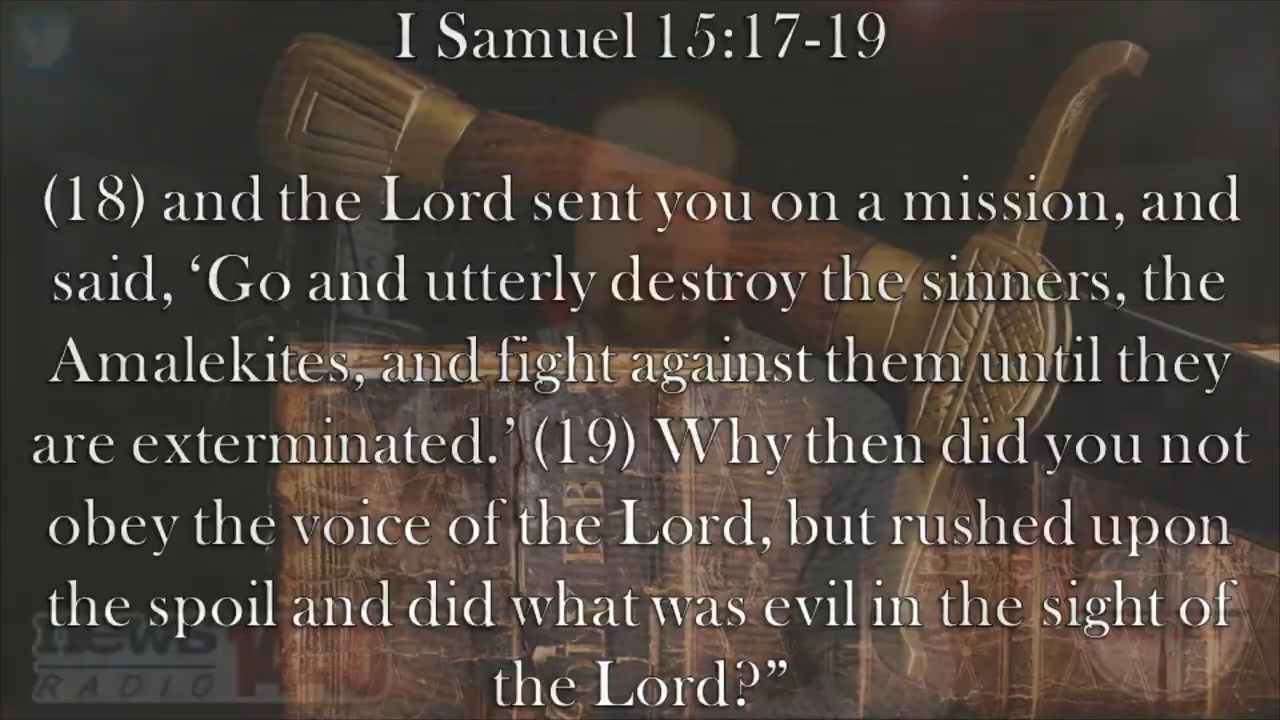 I Samuel 15:17-19
(18) and the Lord sent you on a mission, and
said, ‘Go and utterly destroy the sinners, the
Amalekites, and fight against them until they
are exterminated.’ (19) Why then did you not
obey the voice of the Lord, but rushed upon
the spoil and did what was evil in the sight of
the Lord?”
news
RADIO